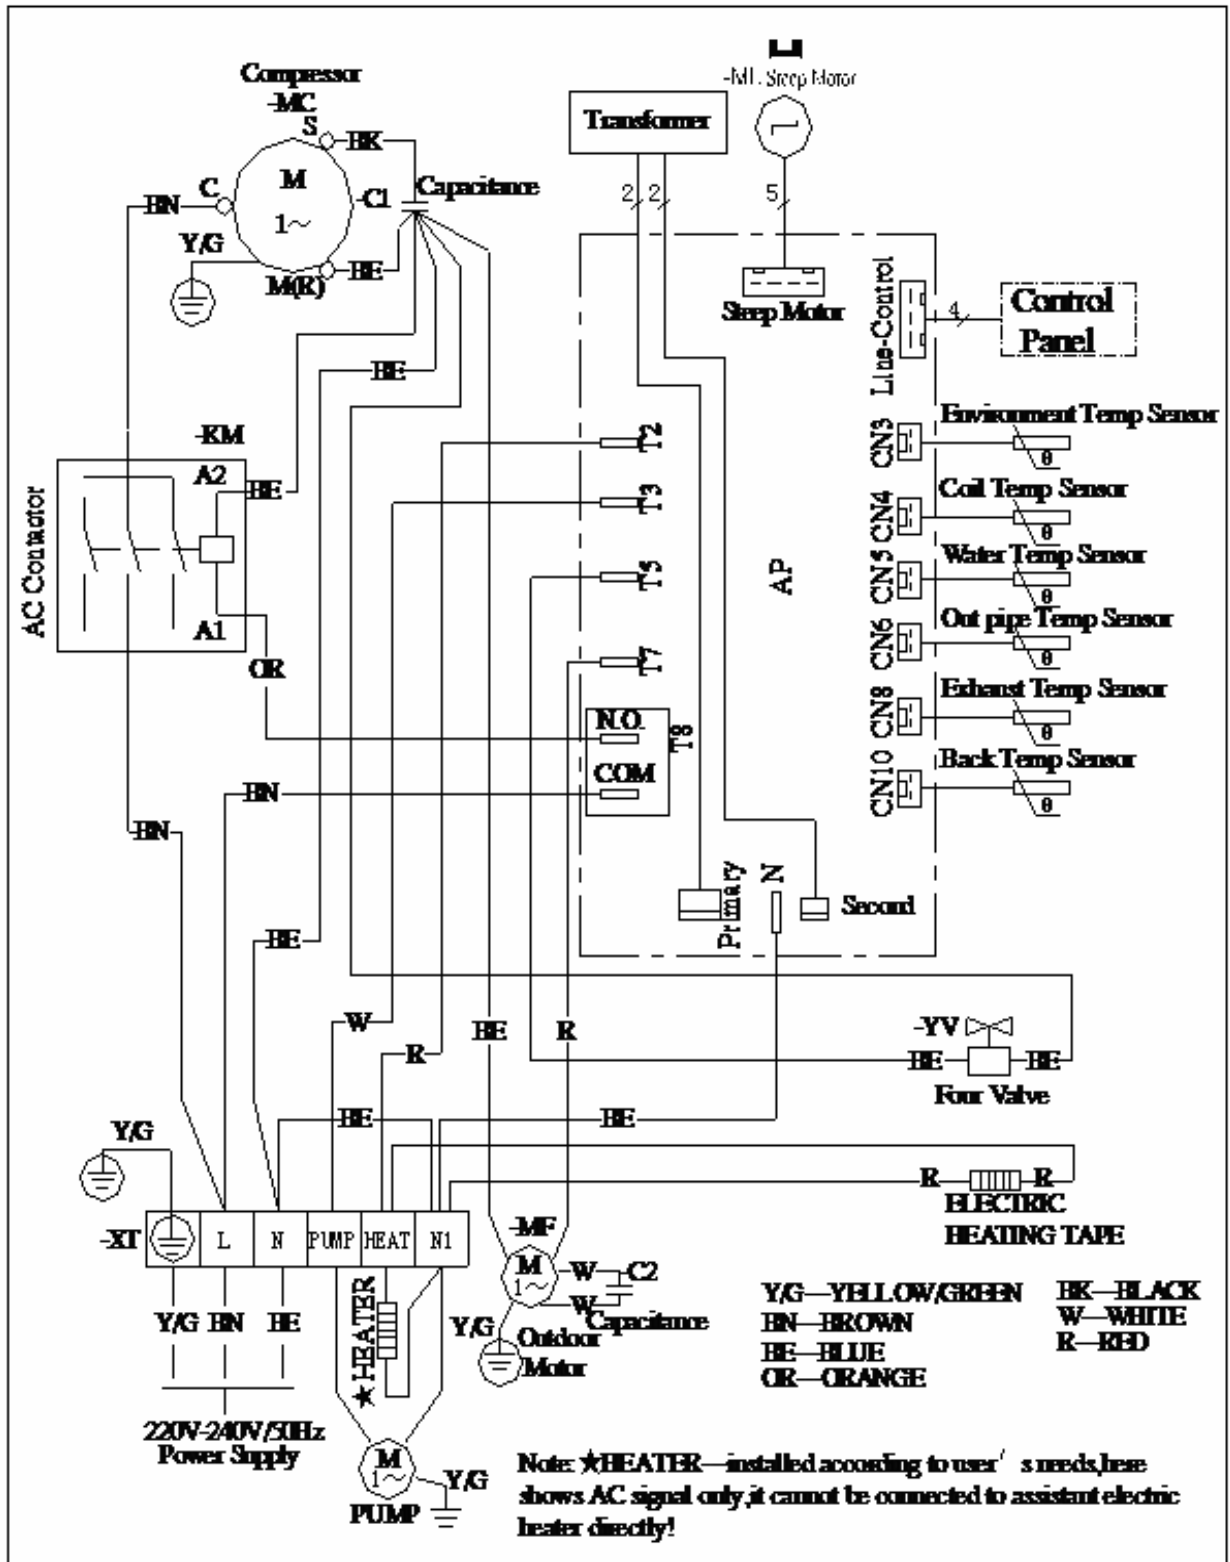 Compressor
-MC
S
BK
C
M
1~
BN
Y/G
-C1
Capacitance
M(R)
BE
Transformer
-M1 Steep Motor
2
2
5
Steep Motor
Line-Control
4
Control
Panel
BE
-KM
AC Contactor
A2
BE
A1
OR
T2
T3
T5
T7
T8
N.O.
COM
AP
CN3
Environment Temp Sensor
θ
CN4
Coil Temp Sensor
θ
CN5
Water Temp Sensor
θ
CN6
Out pipe Temp Sensor
θ
CN8
Exhaust Temp Sensor
θ
CN10
Back Temp Sensor
θ
BN
BN
Primary
N
Second
BE
W
R
BE
R
-YV
BE
BE
Four Valve
BE
BE
Y/G
R
R
ELECTRIC
HEATING TAPE
-XT
L
N
PUMP
HEAT
N1
-MF
M
1~
W
W
-C2
Capacitance
Y/G
Outdoor
Motor
Y/G
BN
BE
★HEATER
220V-240V/50Hz
Power Supply
M
1~
Y/G
PUMP
Y/G—YELLOW/GREEN
BN—BROWN
BE—BLUE
OR—ORANGE
BK—BLACK
W—WHITE
R—RED
Note: ★HEATER—installed according to user's needs,here
shows AC signal only,it cannot be connected to assistant electric
heater directly!